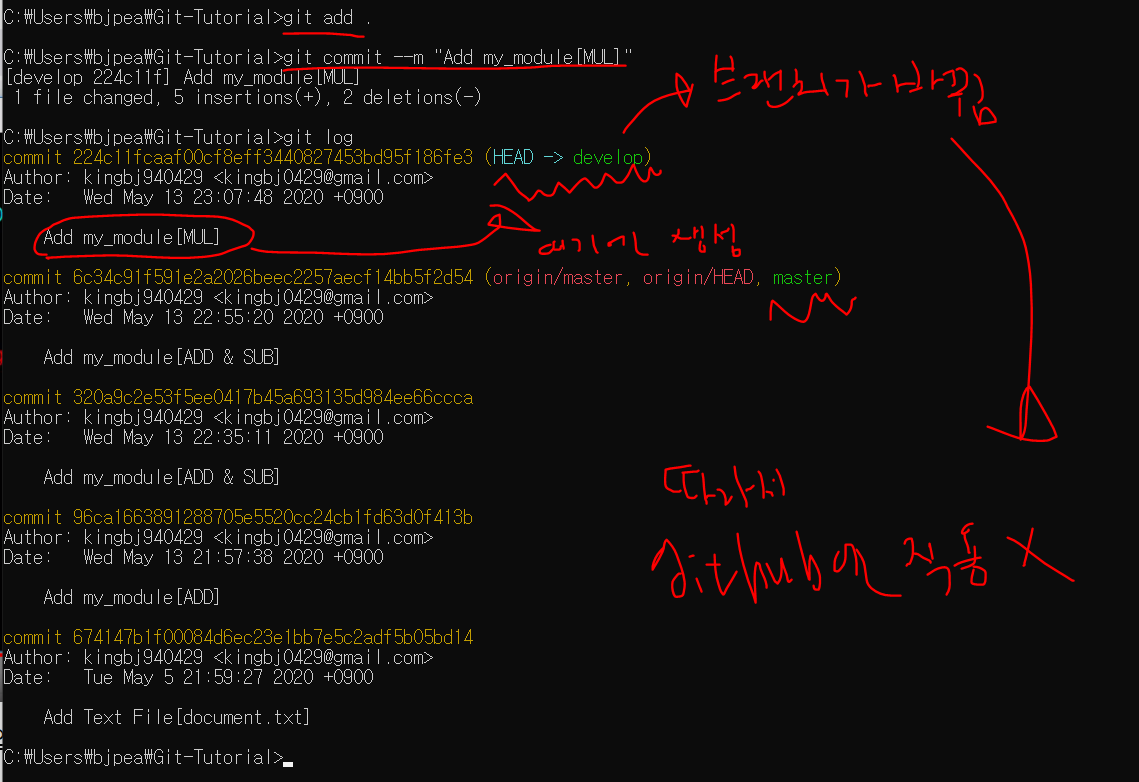 C:\Users\bjpea\Git-Tutorial>git add .
C:\Users\bjpea\Git-Tutorial>git commit --m "Add my_module[MUL]"
[develop 224c11f] Add my_module[MUL]
1 file changed, 5 insertions(+), 2 deletions(-)
브랜치가 바뀜
C:\Users\bjpea\Git-Tutorial>git log
commit 224c11fcaaf00cf8eff3440827453bd95f186fe3 (HEAD -> develop)
Author: kingbj940429 <kingbj0429@gmail.com>
Date:   Wed May 13 23:07:48 2020 +0900
Add my_module[MUL]
여기에만 생성
commit 6c34c91f591e2a2026beec2257aecf14bb5f2d54 (origin/master, origin/HEAD, master)
Author: kingbj940429 <kingbj0429@gmail.com>
Date:   Wed May 13 22:55:20 2020 +0900
Add my_module[ADD & SUB]
commit 320a9c2e53f5ee0417b45a693135d984ee66ccca
Author: kingbj940429 <kingbj0429@gmail.com>
Date:   Wed May 13 22:35:11 2020 +0900
Add my_module[ADD & SUB]
따라서
commit 96ca1663891288705e5520cc24cb1fd63d0f413b
Author: kingbj940429 <kingbj0429@gmail.com>
Date:   Wed May 13 21:57:38 2020 +0900
github에 적용 X
Add my_module[ADD]
commit 674147b1f00084d6ec23e1bb7e5c2adf5b05bd14
Author: kingbj940429 <kingbj0429@gmail.com>
Date:   Tue May 5 21:59:27 2020 +0900
Add Text File[document.txt]
C:\Users\bjpea\Git-Tutorial>